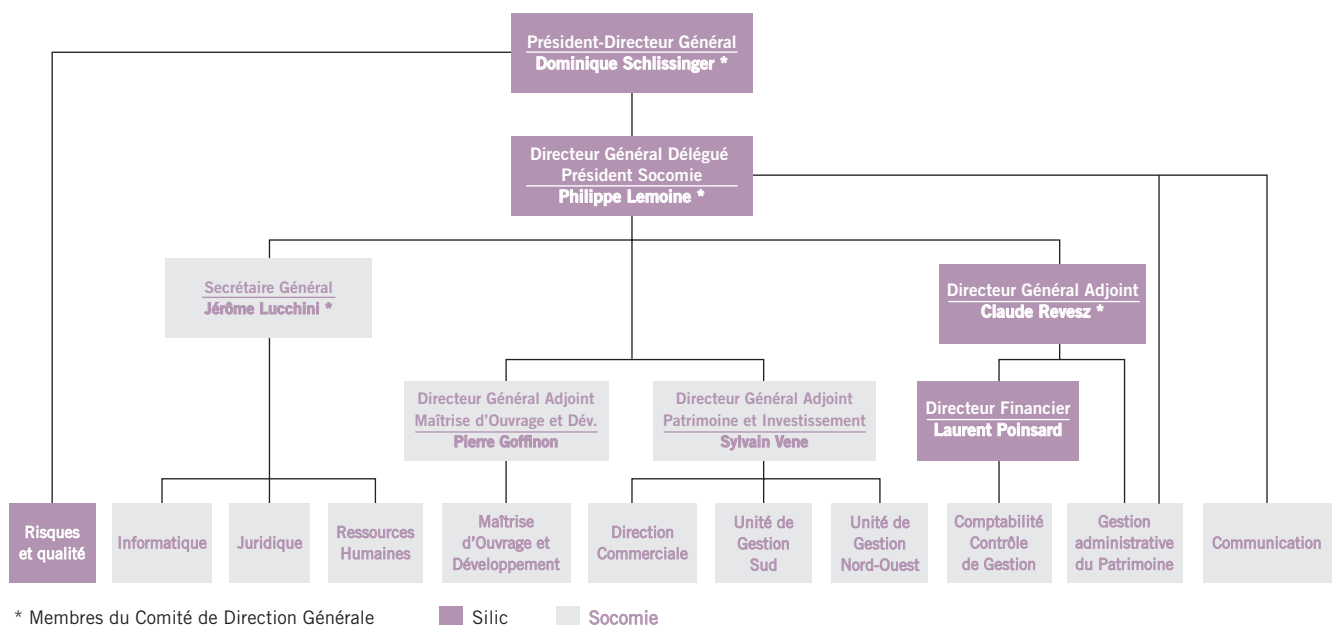 Président-Directeur Général
Dominique Schlissinger *
Directeur Général Délégué
Président Socomie
Philippe Lemoine *
Secrétaire Général
Jérôme Lucchini *
Directeur Général Adjoint
Claude Revesz *
Directeur Général Adjoint
Maîtrise d'Ouvrage et Dév.
Pierre Goffinon
Directeur Général Adjoint
Patrimoine et Investissement
Sylvain Vene
Directeur Financier
Laurent Poinsard
Risques
et qualité
Informatique
Juridique
Ressources
Humaines
Maîtrise
d'Ouvrage et
Développement
Direction
Commerciale
Unité de
Gestion
Sud
Unité de
Gestion
Nord-Ouest
Comptabilité
Contrôle
de Gestion
Gestion
administrative
du Patrimoine
Communication
* Membres du Comité de Direction Générale
Silic
Socomie